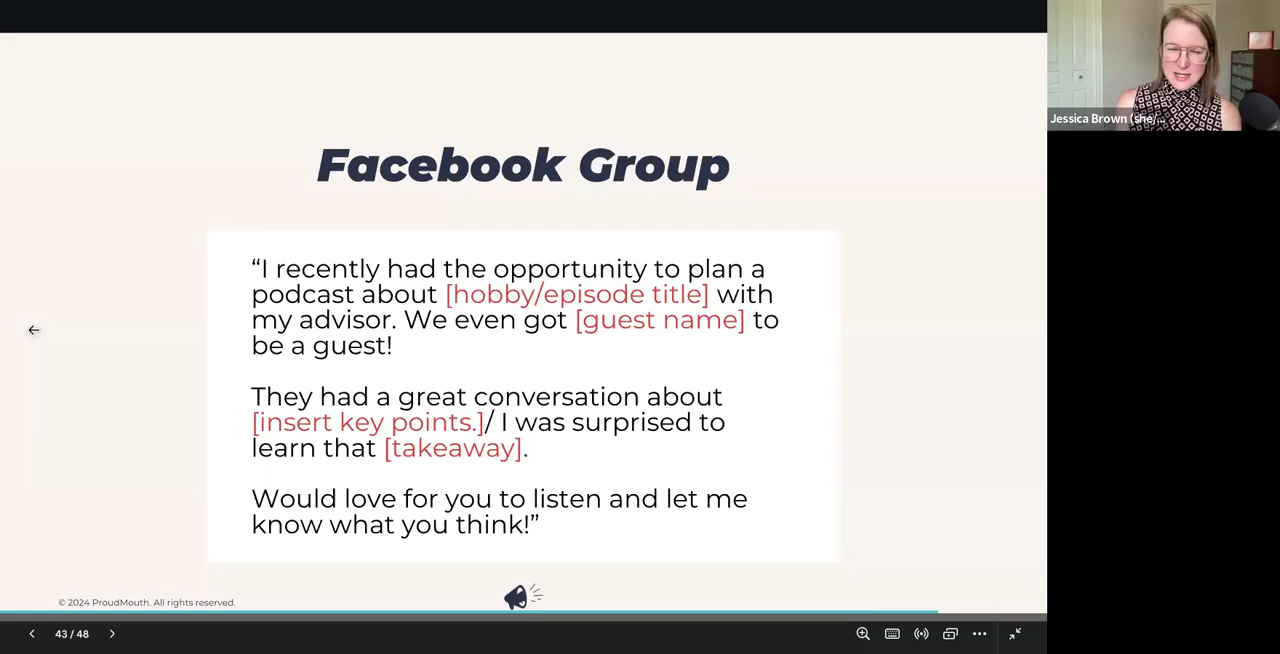 Jessica Brown (she/...
Facebook Group
“I recently had the opportunity to plan a
podcast about [hobby/episode title] with
my advisor. We even got [guest name] to
be a guest!
They had a great conversation about
[insert key points.]/ I was surprised to
learn that [takeaway].
Would love for you to listen and let me
know what you think!”
© 2024 ProudMouth. All rights reserved.
43 / 48